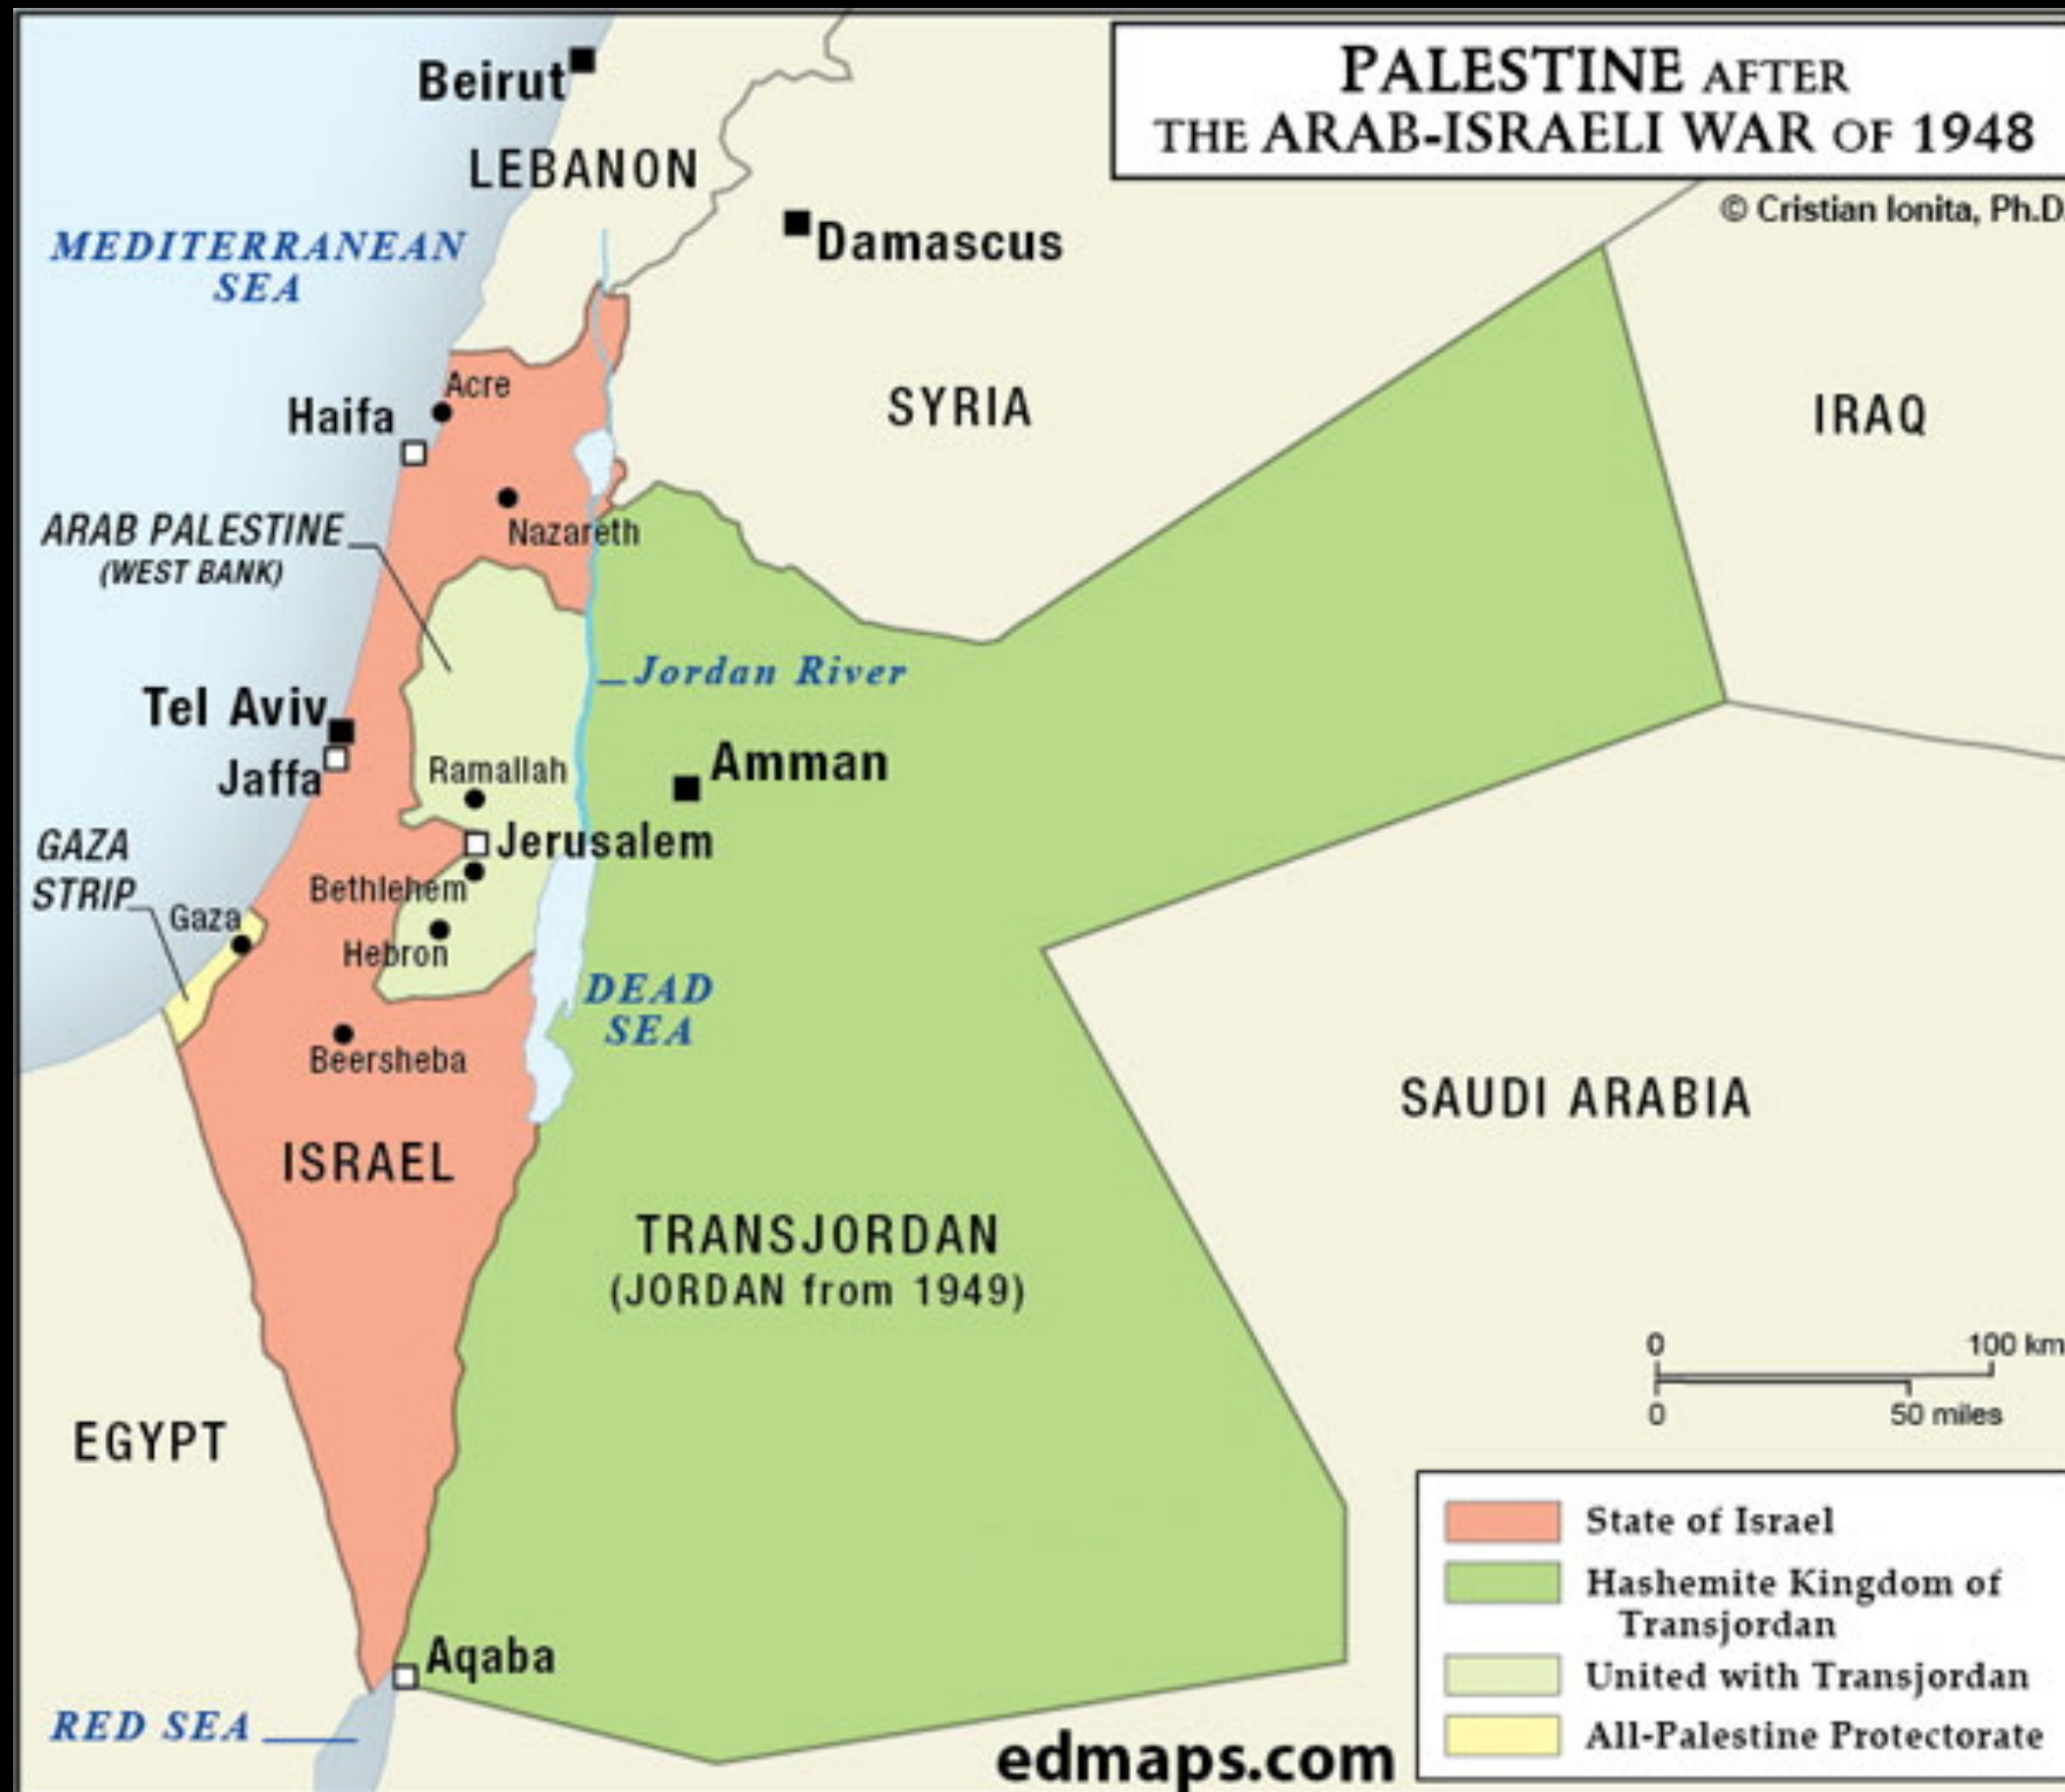 PALESTINE AFTER
THE ARAB-ISRAELI WAR OF 1948
© Cristian Ionita, Ph.D.
Beirut
LEBANON
MEDITERRANEAN
SEA
Damascus
Acre
Haifa
SYRIA
IRAQ
Nazareth
ARAB PALESTINE
(WEST BANK)
Jordan River
Tel Aviv
Jaffa
Ramallah
Amman
Jerusalem
GAZA
STRIP
Bethlehem
Gaza
Hebron
DEAD
SEA
Beersheba
SAUDI ARABIA
ISRAEL
TRANSJORDAN
(JORDAN from 1949)
0 100 km
0 50 miles
EGYPT
State of Israel
Hashemite Kingdom of
Transjordan
United with Transjordan
All-Palestine Protectorate
Aqaba
RED SEA
edmaps.com